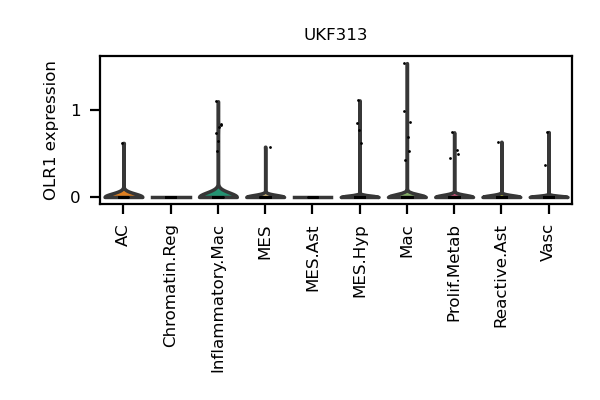 UKF313
OLR1 expression
1
0
AC
Chromatin.Reg
Inflammatory.Mac
MES
MES.Ast
MES.Hyp
Mac
Prolif.Metab
Reactive.Ast
Vasc